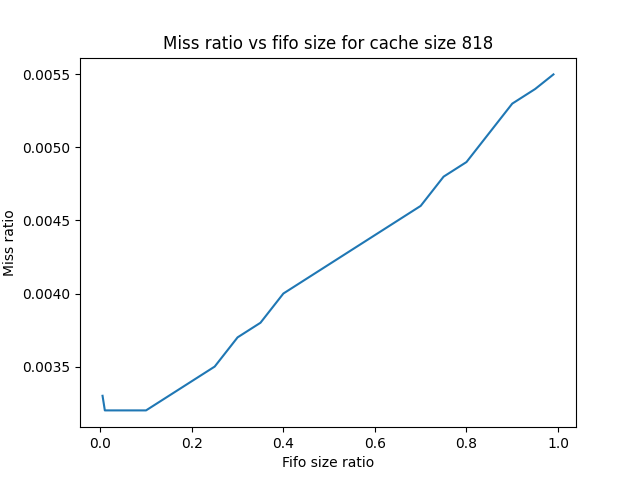 Miss ratio vs fifo size for cache size 818
0.0055
0.0050
0.0045
0.0040
0.0035
Miss ratio
0.0 0.2 0.4 0.6 0.8 1.0
Fifo size ratio